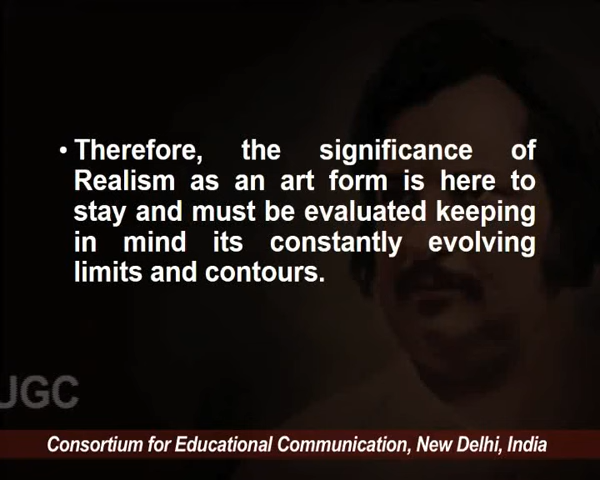 • Therefore, the significance of
Realism as an art form is here to
stay and must be evaluated keeping
in mind its constantly evolving
limits and contours.
UGC
Consortium for Educational Communication, New Delhi, India